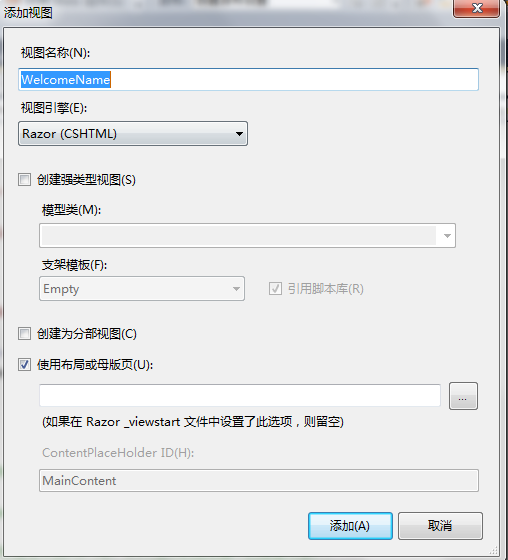 添加视图
视图名称(N):
WelcomeName
视图引擎(E):
Razor (CSHTML)
创建强类型视图(S)
模型类(M):
支架模板(F):
Empty
引用脚本库(R)
创建为分部视图(C)
使用布局或母版页(U):
...
(如果在 Razor _viewstart 文件中设置了此选项，则留空)
ContentPlaceHolder ID(H):
MainContent
添加(A)
取消